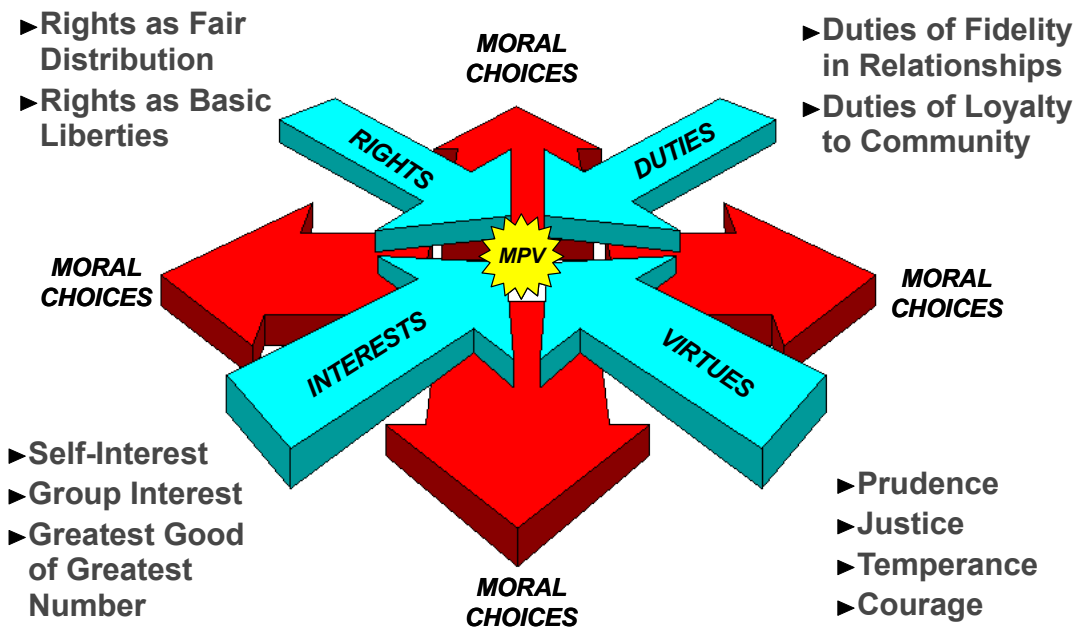 ►Rights as Fair
Distribution
►Rights as Basic
Liberties
MORAL
CHOICES
►Duties of Fidelity
in Relationships
►Duties of Loyalty
to Community
RIGHTS
DUTIES
MORAL
CHOICES
MPV
MORAL
CHOICES
INTERESTS
VIRTUES
►Self-Interest
►Group Interest
►Greatest Good
of Greatest
Number
MORAL
CHOICES
►Prudence
►Justice
►Temperance
►Courage